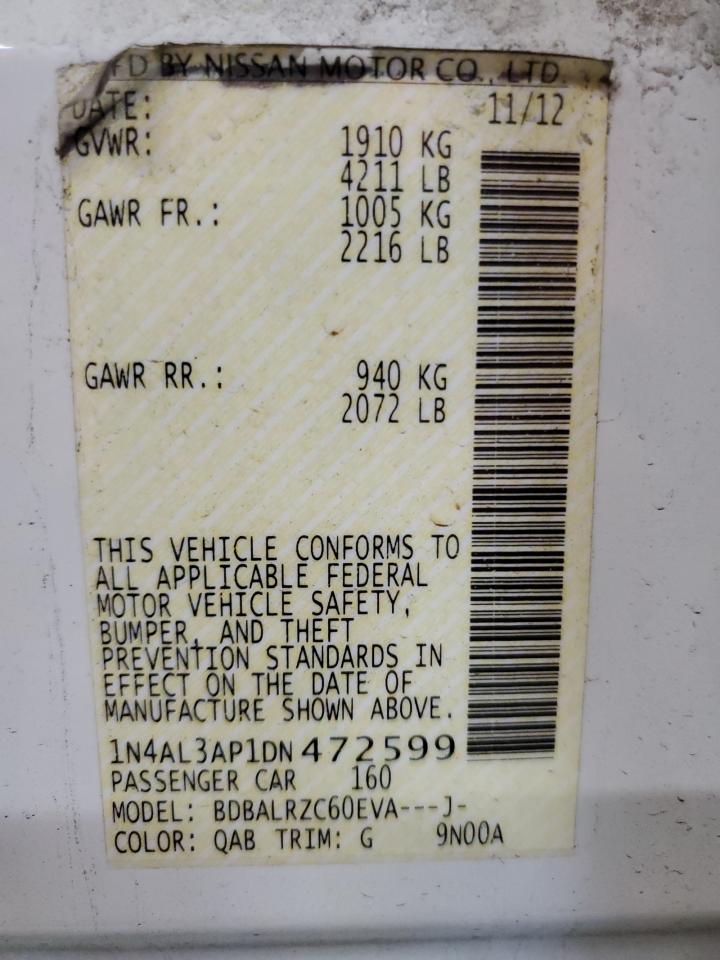 FD BY NISSAN MOTOR CO., LTD.
DATE: 11/12
GVWR: 1910 KG
4211 LB
GAWR FR.: 1005 KG
2216 LB
GAWR RR.: 940 KG
2072 LB
THIS VEHICLE CONFORMS TO
ALL APPLICABLE FEDERAL
MOTOR VEHICLE SAFETY,
BUMPER, AND THEFT
PREVENTION STANDARDS IN
EFFECT ON THE DATE OF
MANUFACTURE SHOWN ABOVE.
1N4AL3AP1DN472599
PASSENGER CAR 160
MODEL: BDBALRZC60EVA---J-
COLOR: QAB TRIM: G 9N00A